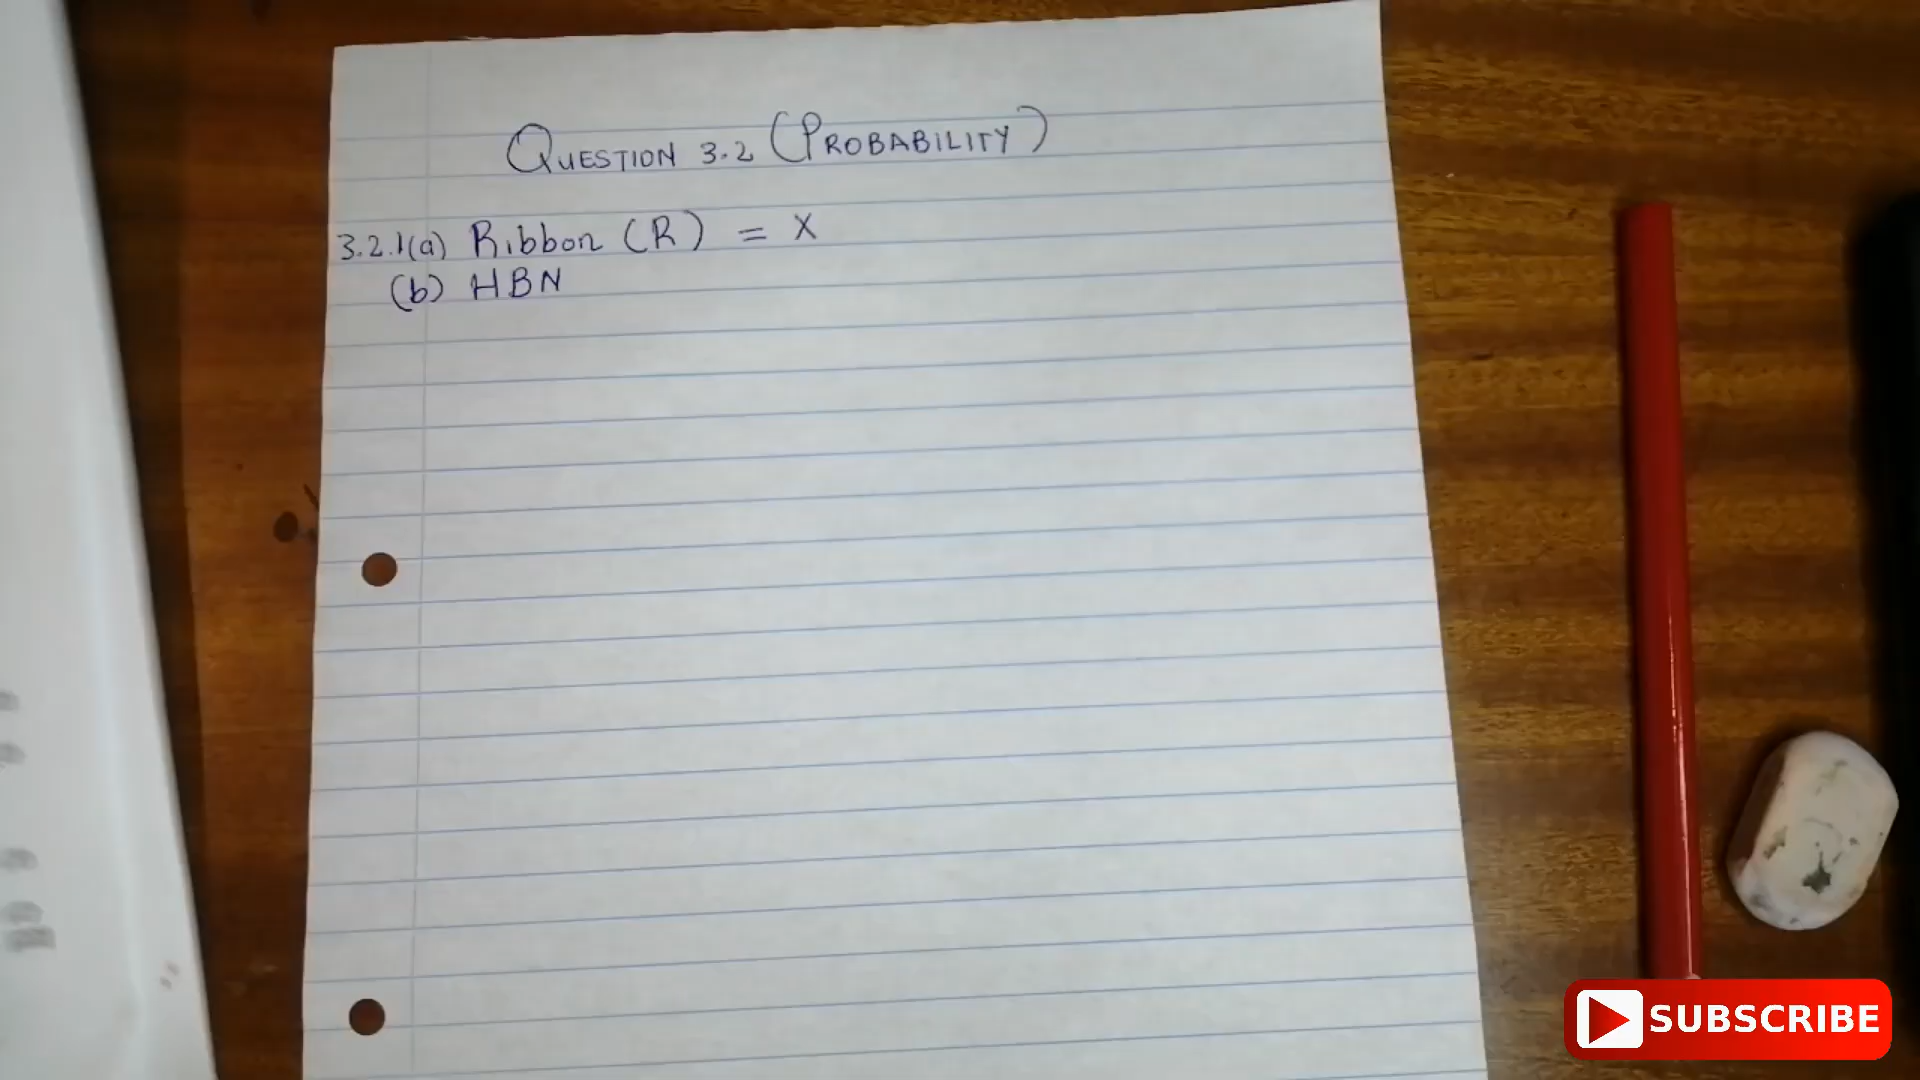 QUESTION 3.2 (PROBABILITY)
3.2.1(a) Ribbon (R) = X
(b) HBN
SUBSCRIBE